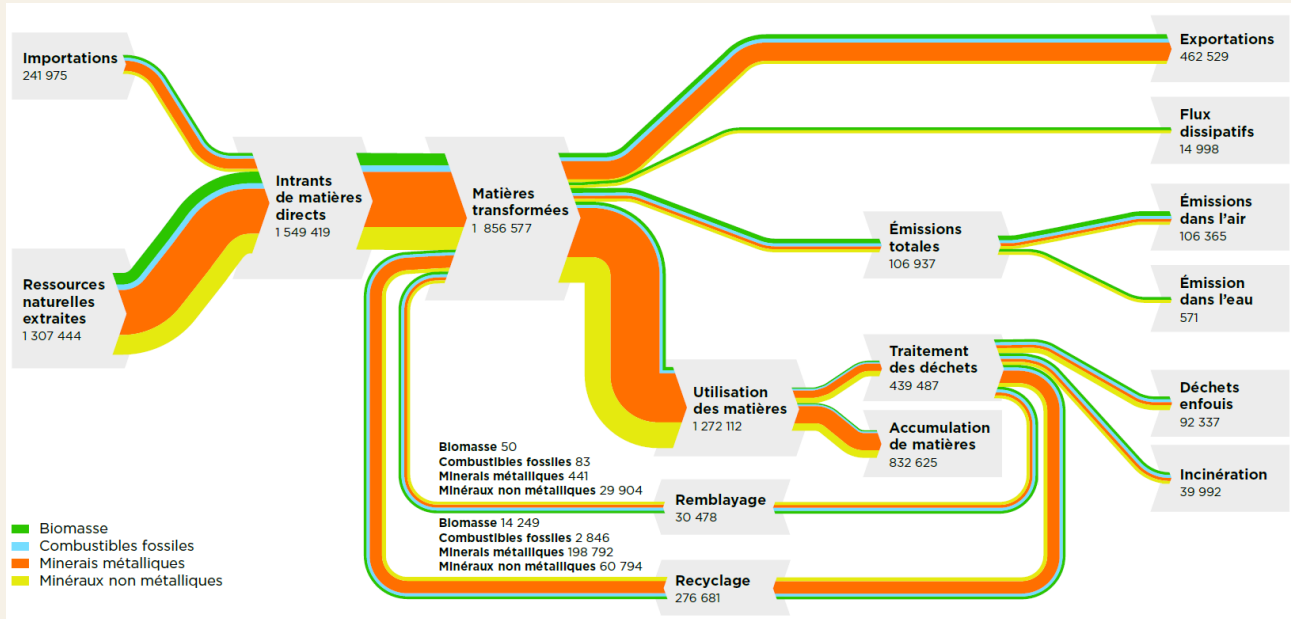 Importations
241 975
Ressources
naturelles
extraites
1 307 444
Intrants
de matières
directs
1 549 419
Matières
transformées
1 856 577
Exportations
462 529
Flux
dissipatifs
14 998
Émissions
totales
106 937
Émissions
dans l'air
106 365
Émission
dans l'eau
571
Utilisation
des matières
1 272 112
Traitement
des déchets
439 487
Accumulation
de matières
832 625
Déchets
enfouis
92 337
Incinération
39 992
Biomasse 50
Combustibles fossiles 83
Minerais métalliques 441
Minéraux non métalliques 29 904
Remblayage
30 478
Biomasse 14 249
Combustibles fossiles 2 846
Minerais métalliques 198 792
Minéraux non métalliques 60 794
Recyclage
276 681
Biomasse
Combustibles fossiles
Minerais métalliques
Minéraux non métalliques